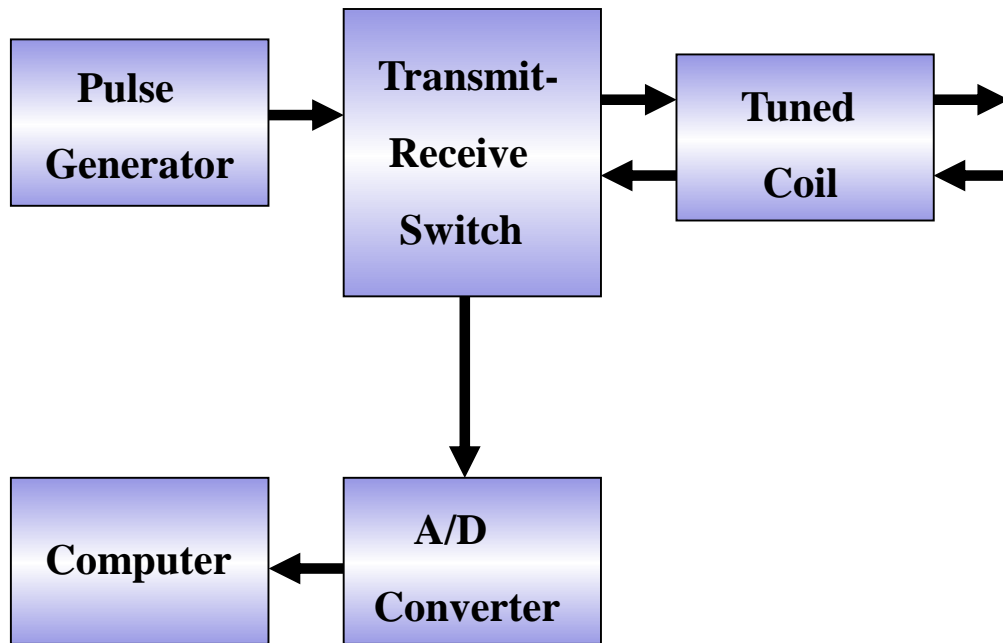 Pulse
Generator
Transmit-
Receive
Switch
Tuned
Coil
Computer
A/D
Converter